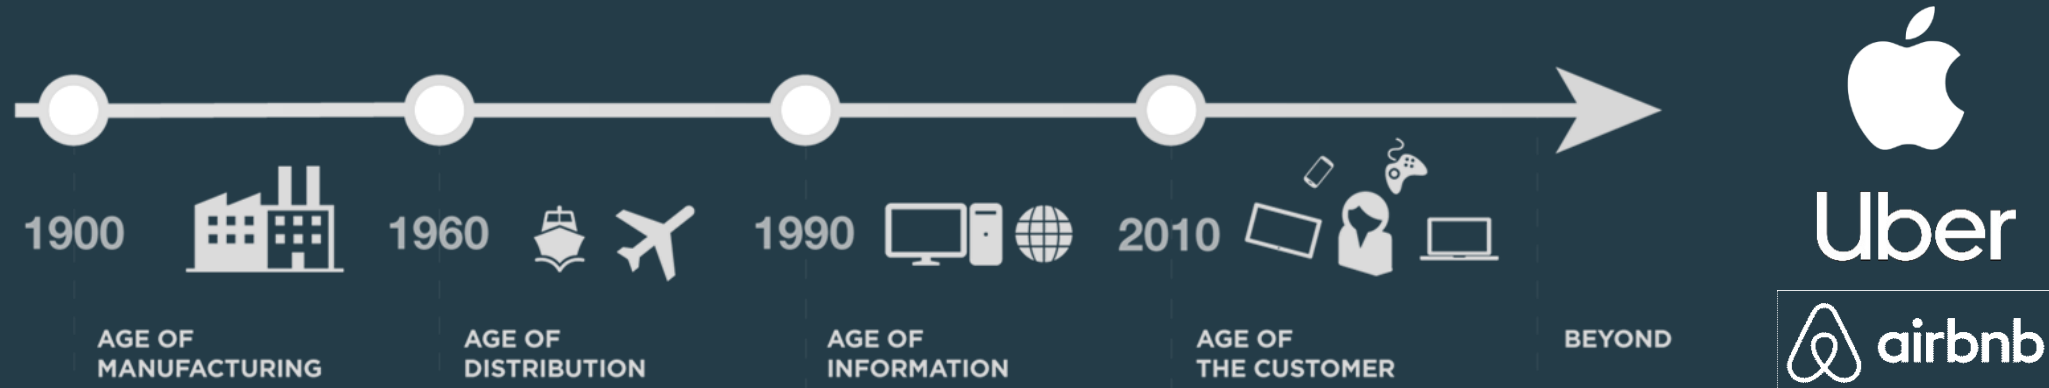 1900
1960
1990
2010
AGE OF
MANUFACTURING
AGE OF
DISTRIBUTION
AGE OF
INFORMATION
AGE OF
THE CUSTOMER
BEYOND
Uber
airbnb